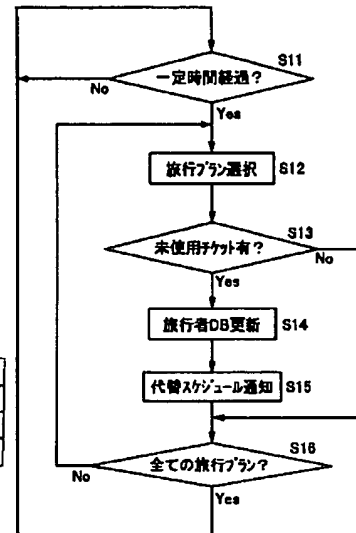 一定時間経過?
S11
No
Yes
旅行プラン選択
S12
未使用チケット有?
S13
No
Yes
旅行者DB更新
S14
代替スケジュール通知
S15
全ての旅行プラン?
S16
No
Yes